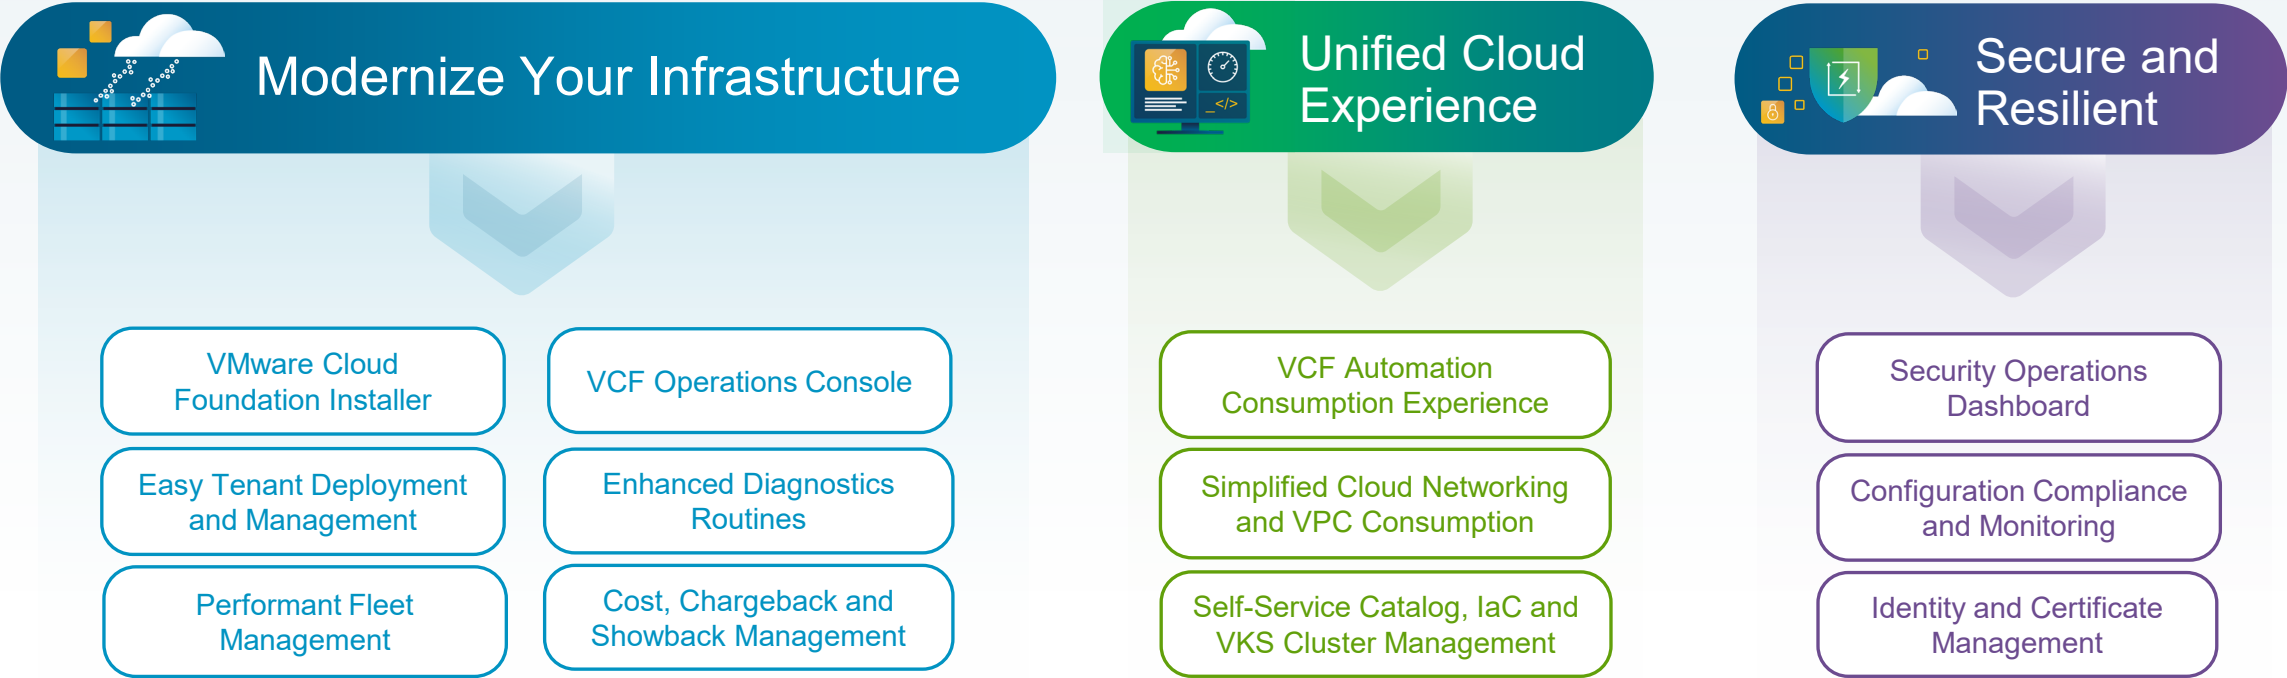 Modernize Your Infrastructure
VMware Cloud
Foundation Installer
VCF Operations Console
Easy Tenant Deployment
and Management
Enhanced Diagnostics
Routines
Performant Fleet
Management
Cost, Chargeback and
Showback Management
Unified Cloud
Experience
_</>
VCF Automation
Consumption Experience
Simplified Cloud Networking
and VPC Consumption
Self-Service Catalog, IaC and
VKS Cluster Management
Secure and
Resilient
Security Operations
Dashboard
Configuration Compliance
and Monitoring
Identity and Certificate
Management